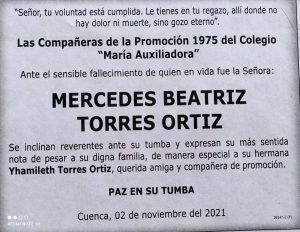 "Señor, tu voluntad está cumplida. Le tienes en tu regazo, allí donde no
hay dolor ni muerte, sino gozo eterno".
Las Compañeras de la Promoción 1975 del Colegio
"María Auxiliadora"
Ante el sensible fallecimiento de quien en vida fue la Señora:
MERCEDES BEATRIZ
TORRES ORTIZ
Se inclinan reverentes ante su tumba y expresan su más sentida
nota de pesar a su digna familia, de manera especial a su hermana
Yhamileth Torres Ortiz, querida amiga y compañera de promoción.
PAZ EN SU TUMBA
Cuenca, 02 de noviembre del 2021